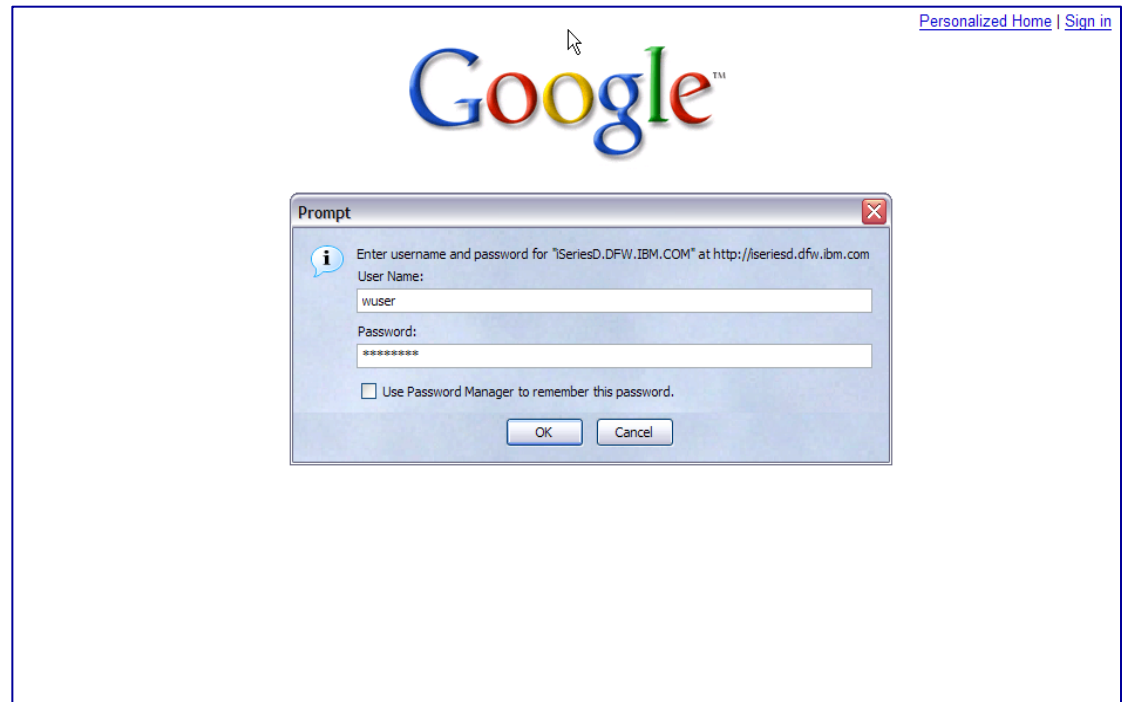 Personalized Home | Sign in
Google™
Prompt
Enter username and password for "iSeriesD.DFW.IBM.COM" at http://iseriesd.dfw.ibm.com
User Name:
wuser
Password:
********
Use Password Manager to remember this password.
OK Cancel